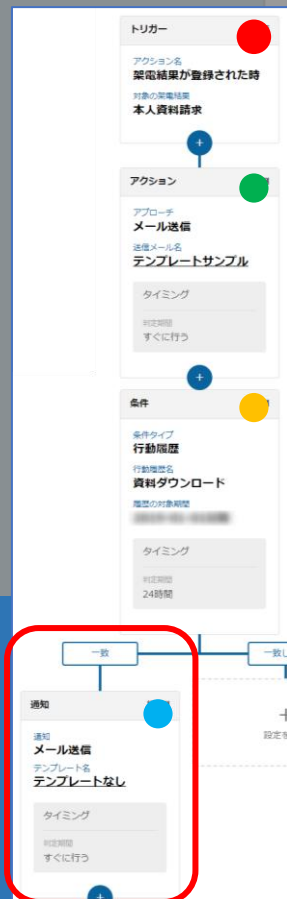 トリガー
アクション名
架電結果が登録された時
対象の架電結果
本人資料請求
+
アクション
アプローチ
メール送信
送信メール名
テンプレートサンプル
タイミング
判定期間
すぐに行う
+
条件
条件タイプ
行動履歴
行動履歴名
資料ダウンロード
履歴の対象期間
タイミング
判定期間
24時間
一致
一致し
通知
通知
メール送信
テンプレート名
テンプレートなし
+
設定を
タイミング
判定期間
すぐに行う
+